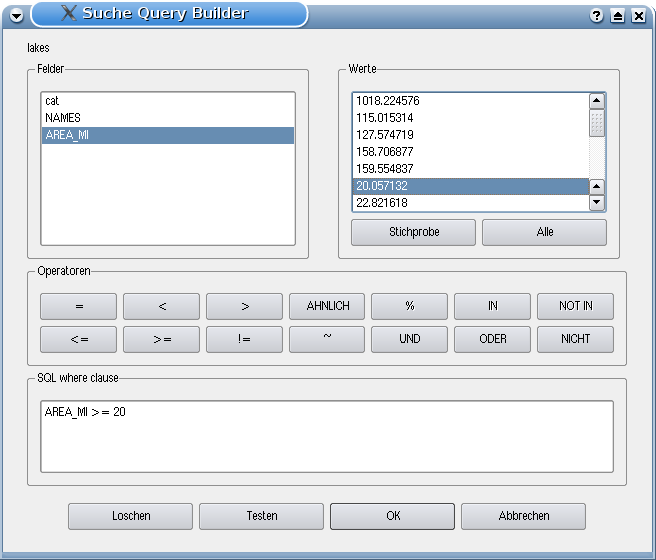 Suche Query Builder
lakes
Felder
cat
NAMES
AREA_MI
Werte
1018.224576
115.015314
127.574719
158.706877
159.554837
20.057132
22.821618
Stichprobe Alle
Operatoren
= < > AHNLICH % IN NOT IN
<= >= != ~ UND ODER NICHT
SQL where clause
AREA_MI >= 20
Loschen Testen OK Abbrechen